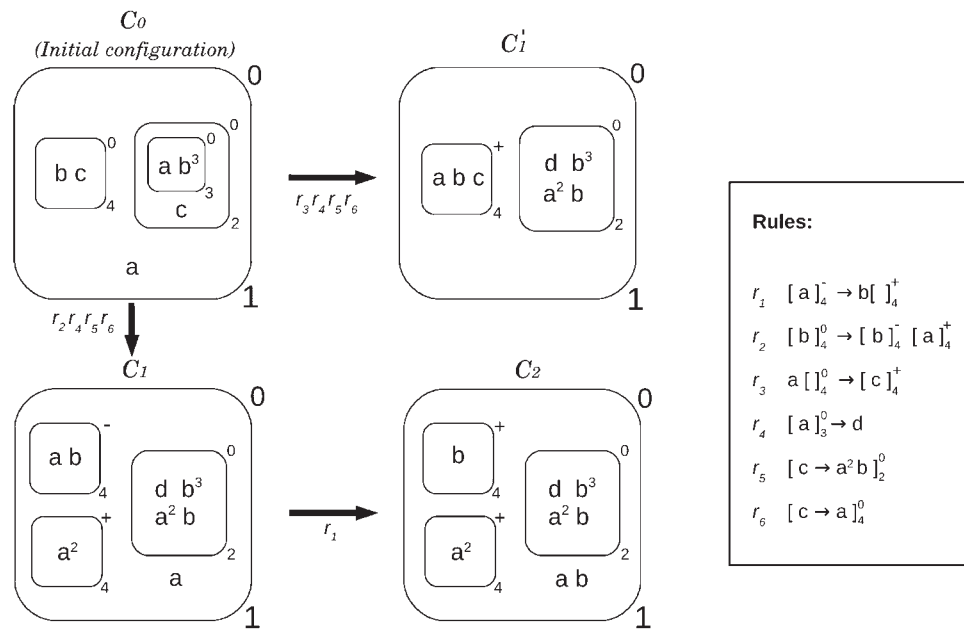 C₀
(Initial configuration)
0
b c
0
4
a b³
0
3
c
0
2
a
1
r₃ r₄ r₅ r₆
C₁'
0
a b c
+
4
d b³
a² b
0
2
1
r₂ r₄ r₅ r₆
C₁
0
a b
-
4
a²
+
4
d b³
a² b
0
2
a
1
r₁
C₂
0
b
+
4
a²
+
4
d b³
a² b
0
2
a b
1
Rules:
r₁ [ a ]₄⁻ → b[ ]₄⁺
r₂ [ b ]₄⁰ → [ b ]₄⁻ [ a ]₄⁺
r₃ a [ ]₄⁰ → [ c ]₄⁺
r₄ [ a ]₃⁰ → d
r₅ [ c → a² b ]₂⁰
r₆ [ c → a ]₄⁰